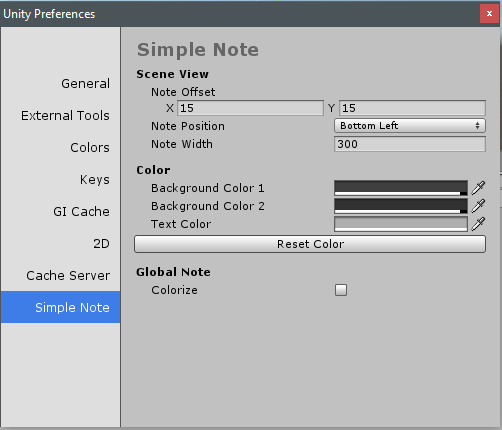 Unity Preferences
x
General
External Tools
Colors
Keys
GI Cache
2D
Cache Server
Simple Note
Simple Note
Scene View
Note Offset
X 15 Y 15
Note Position Bottom Left
Note Width 300
Color
Background Color 1
Background Color 2
Text Color
Reset Color
Global Note
Colorize